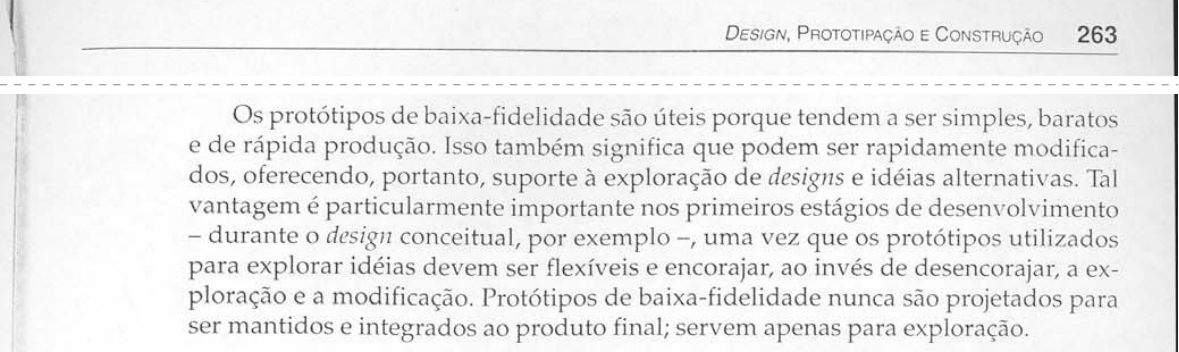 DESIGN, PROTOTIPAÇÃO E CONSTRUÇÃO 263
Os protótipos de baixa-fidelidade são úteis porque tendem a ser simples, baratos
e de rápida produção. Isso também significa que podem ser rapidamente modifica-
dos, oferecendo, portanto, suporte à exploração de designs e idéias alternativas. Tal
vantagem é particularmente importante nos primeiros estágios de desenvolvimento
– durante o design conceitual, por exemplo –, uma vez que os protótipos utilizados
para explorar idéias devem ser flexíveis e encorajar, ao invés de desencorajar, a ex-
ploração e a modificação. Protótipos de baixa-fidelidade nunca são projetados para
ser mantidos e integrados ao produto final; servem apenas para exploração.